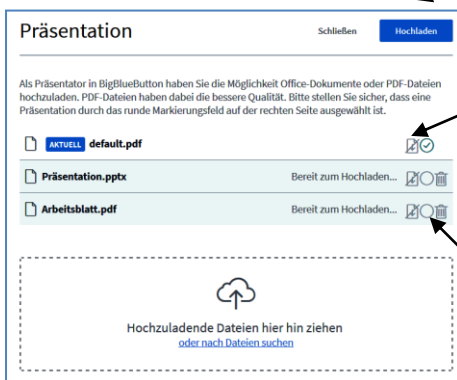 Präsentation
Schließen
Hochladen
Als Präsentator in BigBlueButton haben Sie die Möglichkeit Office-Dokumente oder PDF-Dateien
hochzuladen. PDF-Dateien haben dabei die bessere Qualität. Bitte stellen Sie sicher, dass eine
Präsentation durch das runde Markierungsfeld auf der rechten Seite ausgewählt ist.
AKTUELL default.pdf
Präsentation.pptx Bereit zum Hochladen...
Arbeitsblatt.pdf Bereit zum Hochladen...
Hochzuladende Dateien hier hin ziehen
oder nach Dateien suchen